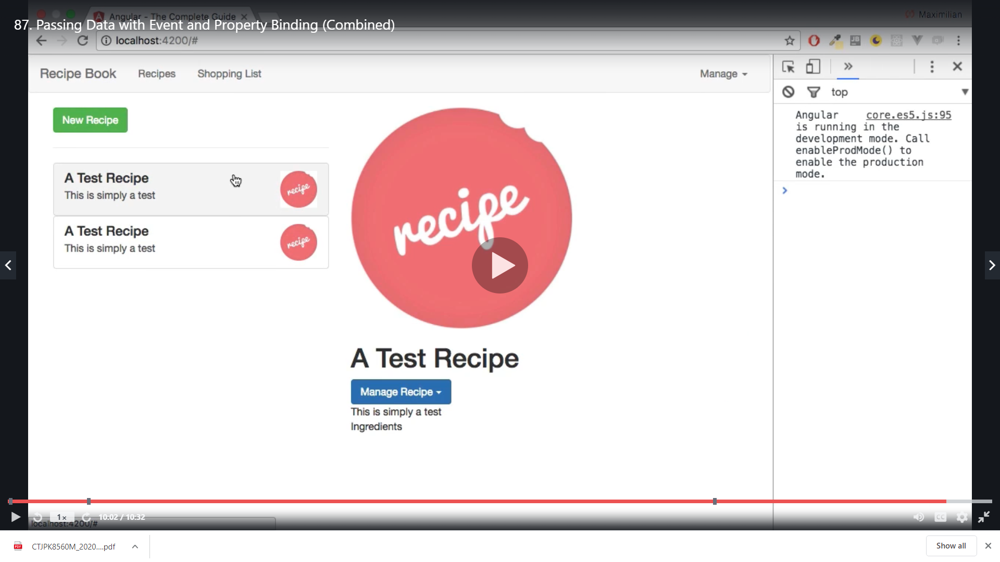 Angular - The Complete Guide
Maximilian
87. Passing Data with Event and Property Binding (Combined)
localhost:4200/#
Recipe Book
Recipes
Shopping List
Manage
top
New Recipe
Angular core.es5.js:95
is running in the
development mode. Call
enableProdMode() to
enable the production
mode.
A Test Recipe
This is simply a test
recipe
A Test Recipe
This is simply a test
recipe
recipe
A Test Recipe
Manage Recipe
This is simply a test
Ingredients
1x
10:02 / 10:32
CC
localhost:4200/#
PDF
CTJPK8560M_2020....pdf
Show all
JB